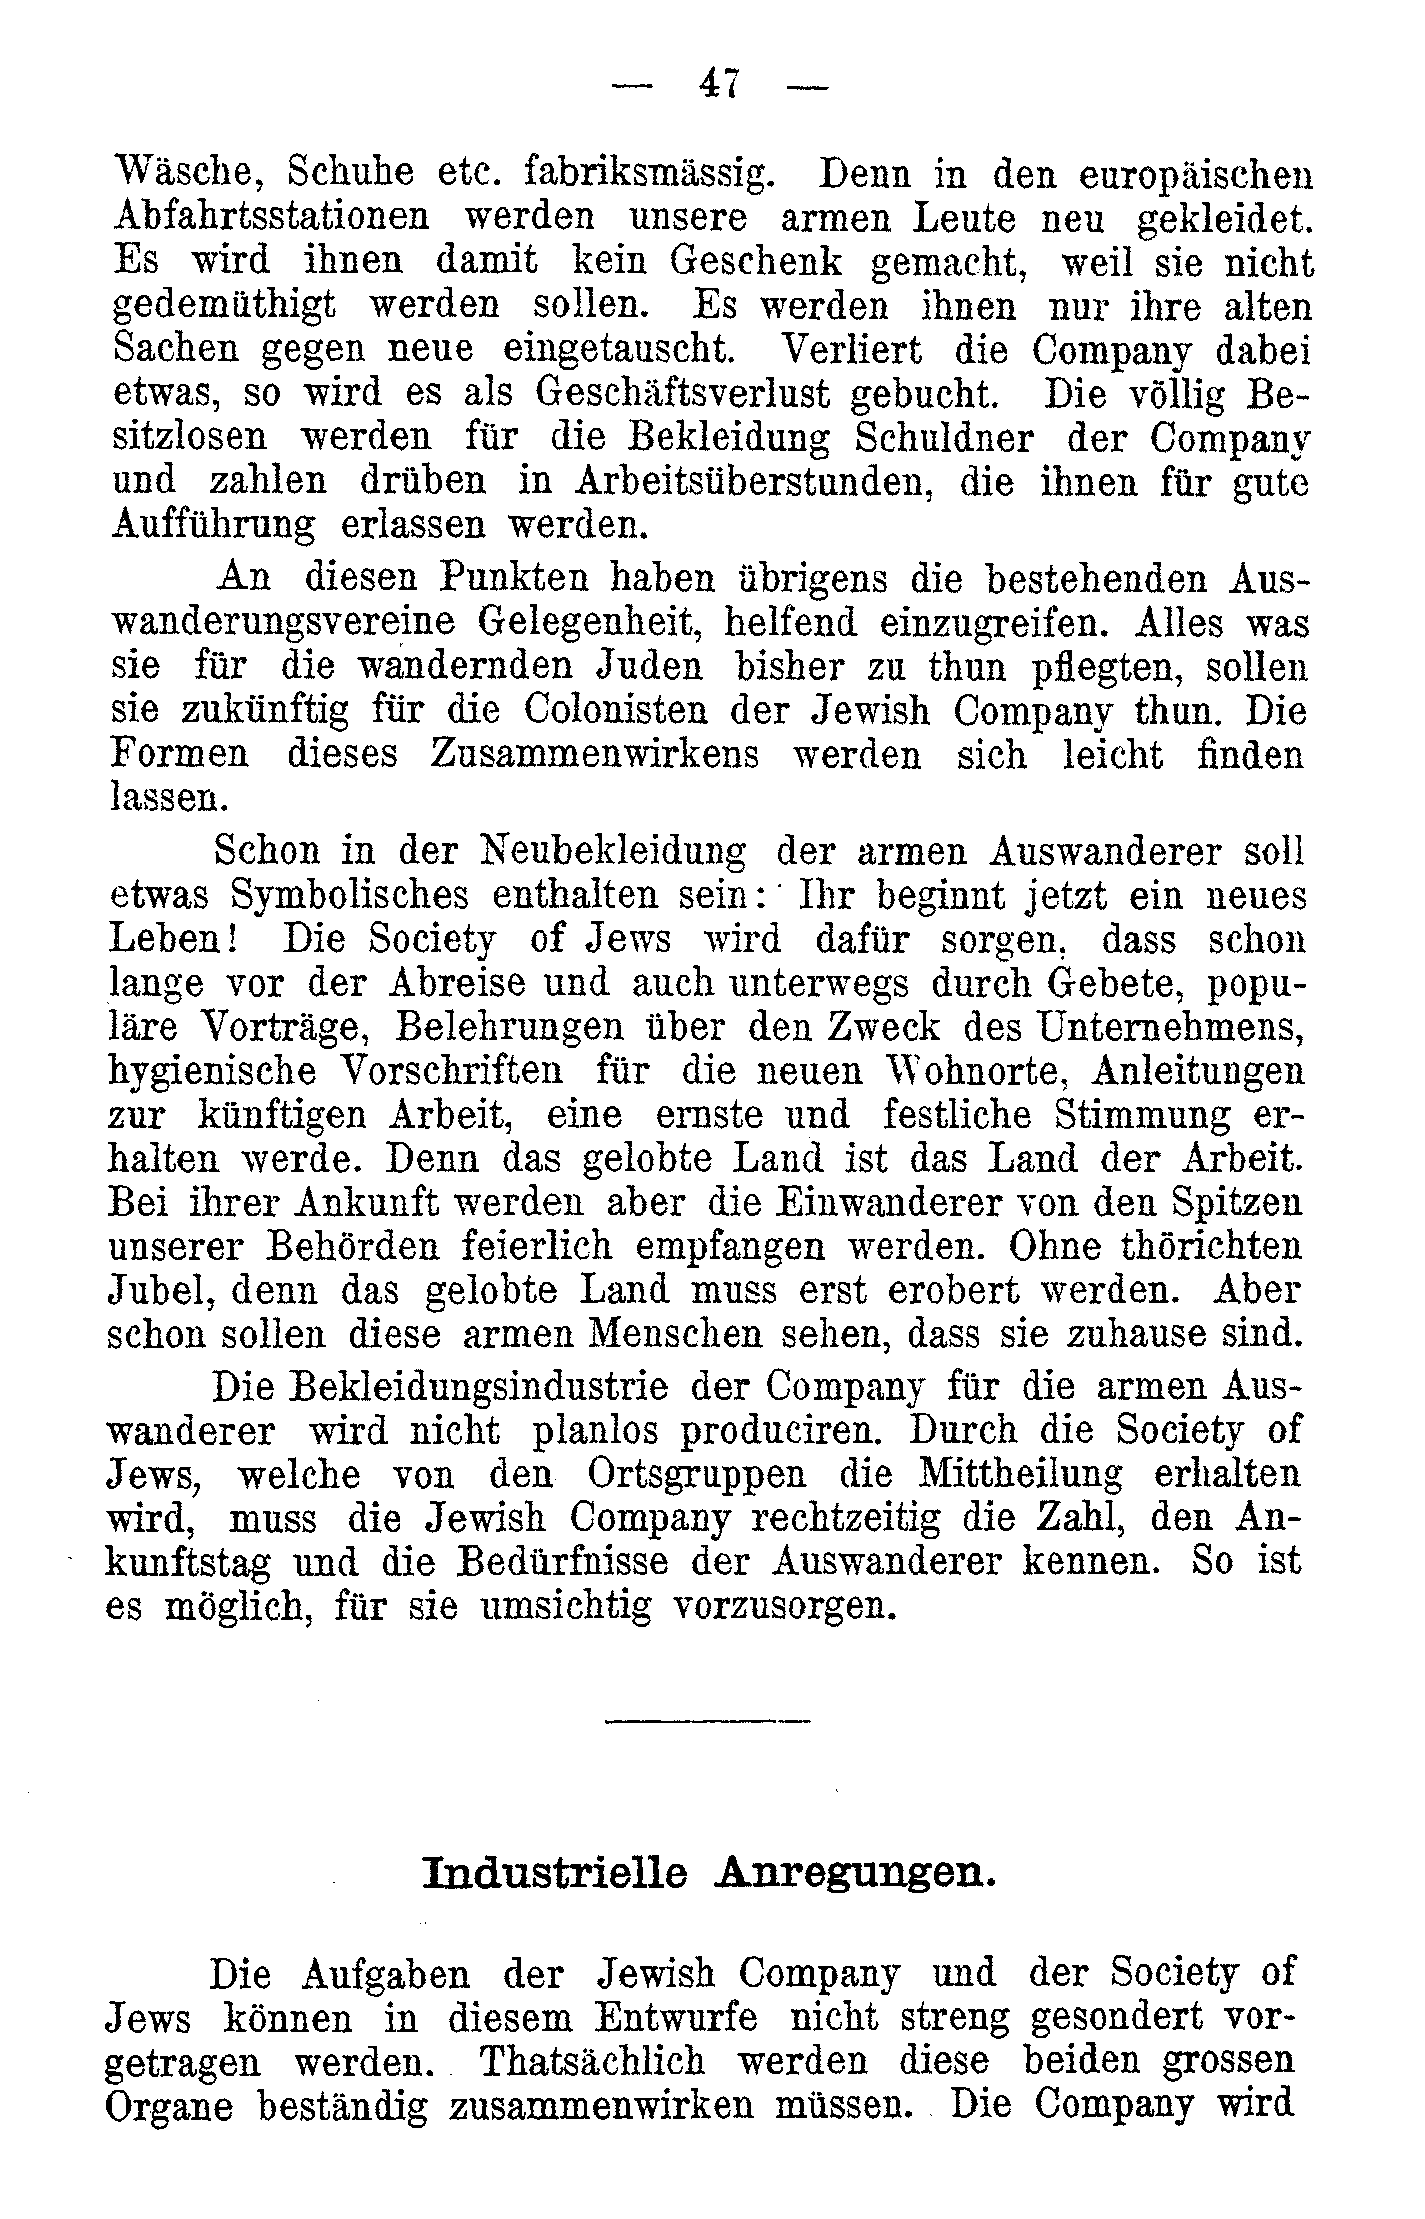 — 47 —
Wäsche, Schuhe etc. fabriksmässig. Denn in den europäischen
Abfahrtsstationen werden unsere armen Leute neu gekleidet.
Es wird ihnen damit kein Geschenk gemacht, weil sie nicht
gedemüthigt werden sollen. Es werden ihnen nur ihre alten
Sachen gegen neue eingetauscht. Verliert die Company dabei
etwas, so wird es als Geschäftsverlust gebucht. Die völlig Be-
sitzlosen werden für die Bekleidung Schuldner der Company
und zahlen drüben in Arbeitsüberstunden, die ihnen für gute
Aufführung erlassen werden.
An diesen Punkten haben übrigens die bestehenden Aus-
wanderungsvereine Gelegenheit, helfend einzugreifen. Alles was
sie für die wandernden Juden bisher zu thun pflegten, sollen
sie zukünftig für die Colonisten der Jewish Company thun. Die
Formen dieses Zusammenwirkens werden sich leicht finden
lassen.
Schon in der Neubekleidung der armen Auswanderer soll
etwas Symbolisches enthalten sein: Ihr beginnt jetzt ein neues
Leben! Die Society of Jews wird dafür sorgen, dass schon
lange vor der Abreise und auch unterwegs durch Gebete, popu-
läre Vorträge, Belehrungen über den Zweck des Unternehmens,
hygienische Vorschriften für die neuen Wohnorte, Anleitungen
zur künftigen Arbeit, eine ernste und festliche Stimmung er-
halten werde. Denn das gelobte Land ist das Land der Arbeit.
Bei ihrer Ankunft werden aber die Einwanderer von den Spitzen
unserer Behörden feierlich empfangen werden. Ohne thörichten
Jubel, denn das gelobte Land muss erst erobert werden. Aber
schon sollen diese armen Menschen sehen, dass sie zuhause sind.
Die Bekleidungsindustrie der Company für die armen Aus-
wanderer wird nicht planlos produciren. Durch die Society of
Jews, welche von den Ortsgruppen die Mittheilung erhalten
wird, muss die Jewish Company rechtzeitig die Zahl, den An-
kunftstag und die Bedürfnisse der Auswanderer kennen. So ist
es möglich, für sie umsichtig vorzusorgen.
Industrielle Anregungen.
Die Aufgaben der Jewish Company und der Society of
Jews können in diesem Entwurfe nicht streng gesondert vor-
getragen werden. Thatsächlich werden diese beiden grossen
Organe beständig zusammenwirken müssen. Die Company wird